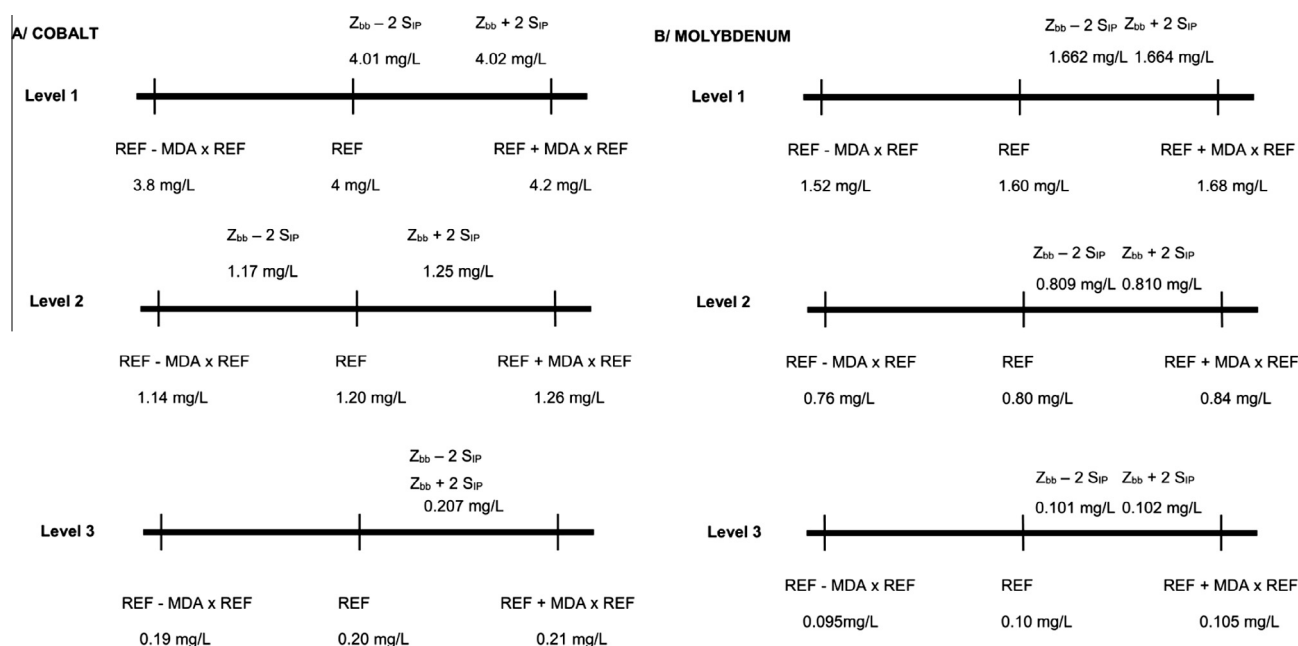 A/ COBALT
Z_bb – 2 S_IP Z_bb + 2 S_IP
4.01 mg/L 4.02 mg/L
Level 1
REF - MDA x REF REF REF + MDA x REF
3.8 mg/L 4 mg/L 4.2 mg/L
Z_bb – 2 S_IP Z_bb + 2 S_IP
1.17 mg/L 1.25 mg/L
Level 2
REF - MDA x REF REF REF + MDA x REF
1.14 mg/L 1.20 mg/L 1.26 mg/L
Z_bb – 2 S_IP
Z_bb + 2 S_IP
0.207 mg/L
Level 3
REF - MDA x REF REF REF + MDA x REF
0.19 mg/L 0.20 mg/L 0.21 mg/L
B/ MOLYBDENUM
Z_bb – 2 S_IP Z_bb + 2 S_IP
1.662 mg/L 1.664 mg/L
Level 1
REF - MDA x REF REF REF + MDA x REF
1.52 mg/L 1.60 mg/L 1.68 mg/L
Z_bb – 2 S_IP Z_bb + 2 S_IP
0.809 mg/L 0.810 mg/L
Level 2
REF - MDA x REF REF REF + MDA x REF
0.76 mg/L 0.80 mg/L 0.84 mg/L
Z_bb – 2 S_IP Z_bb + 2 S_IP
0.101 mg/L 0.102 mg/L
Level 3
REF - MDA x REF REF REF + MDA x REF
0.095mg/L 0.10 mg/L 0.105 mg/L